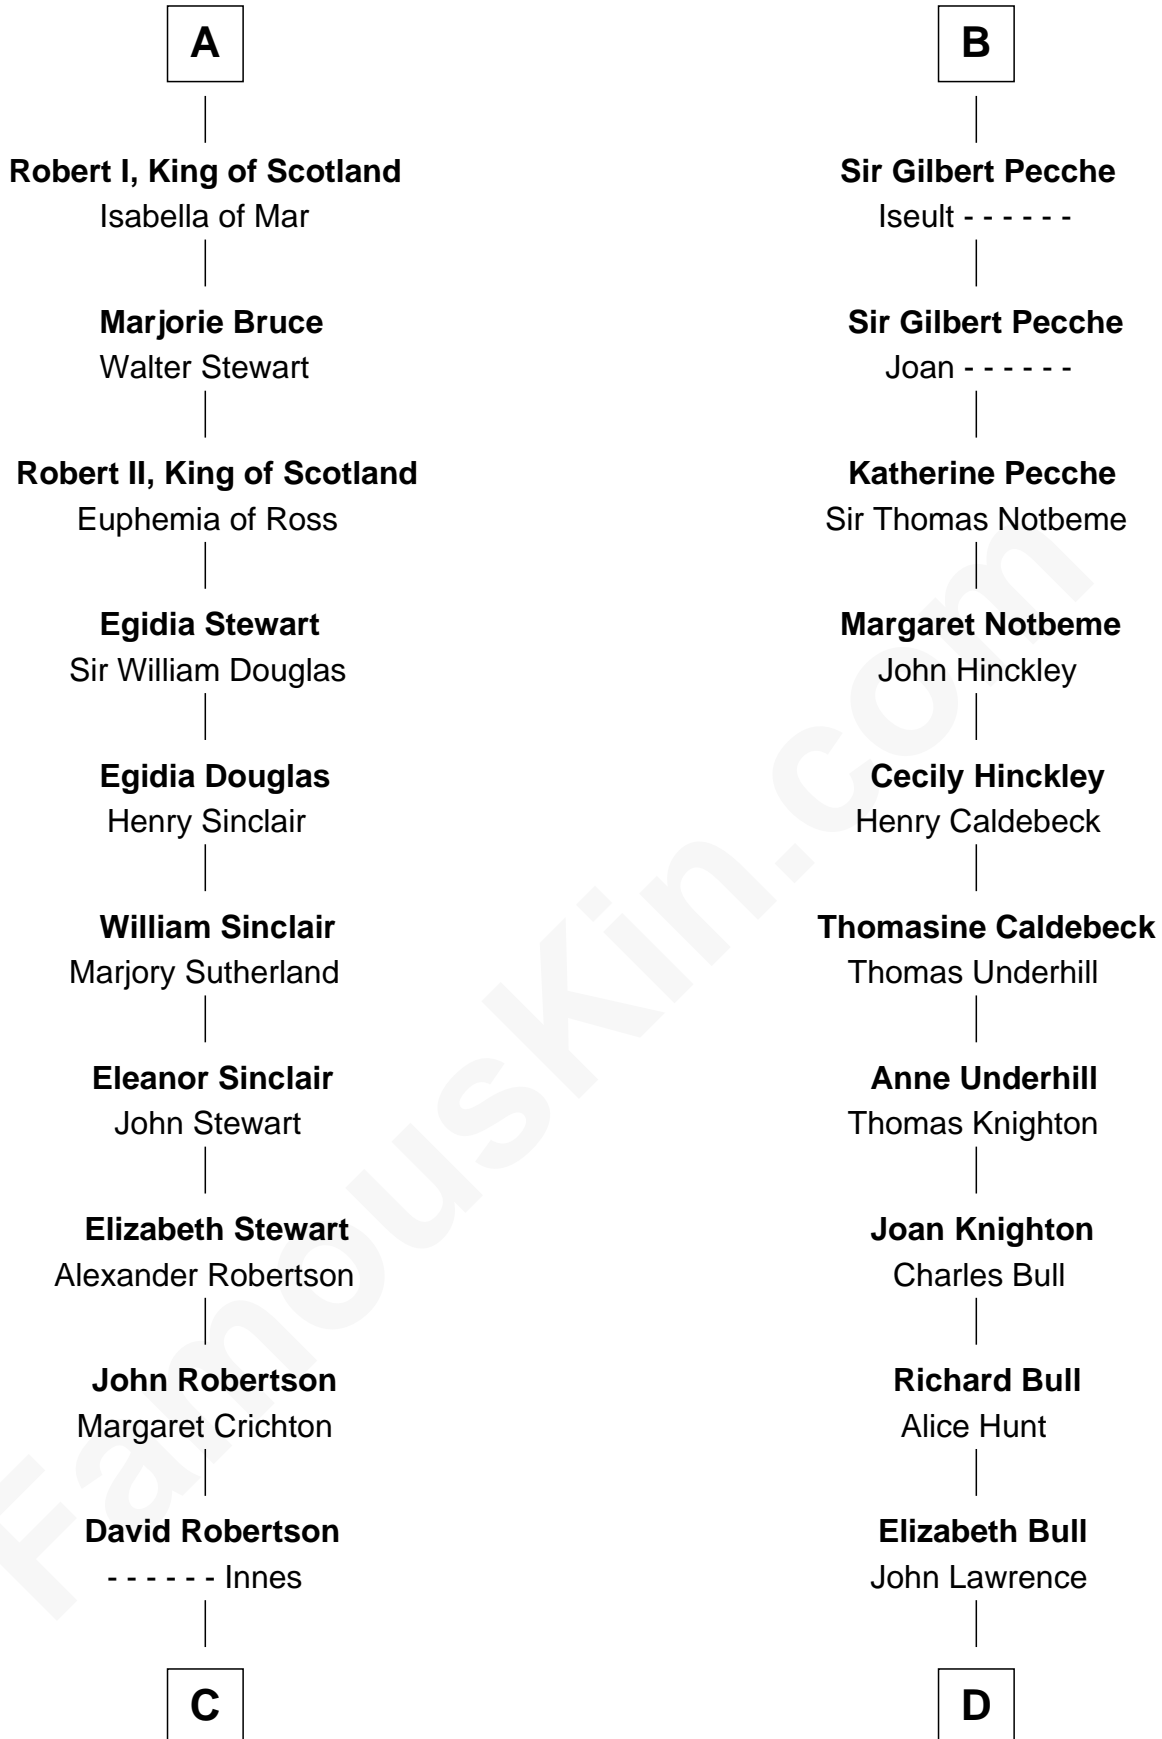 A
Robert I, King of Scotland
Isabella of Mar
Marjorie Bruce
Walter Stewart
Robert II, King of Scotland
Euphemia of Ross
Egidia Stewart
Sir William Douglas
Egidia Douglas
Henry Sinclair
William Sinclair
Marjory Sutherland
Eleanor Sinclair
John Stewart
Elizabeth Stewart
Alexander Robertson
John Robertson
Margaret Crichton
David Robertson
- - - - - - Innes
C
B
Sir Gilbert Pecche
Iseult - - - - - -
Sir Gilbert Pecche
Joan - - - - - -
Katherine Pecche
Sir Thomas Notbeme
Margaret Notbeme
John Hinckley
Cecily Hinckley
Henry Caldebeck
Thomasine Caldebeck
Thomas Underhill
Anne Underhill
Thomas Knighton
Joan Knighton
Charles Bull
Richard Bull
Alice Hunt
Elizabeth Bull
John Lawrence
D
FamousKin.com